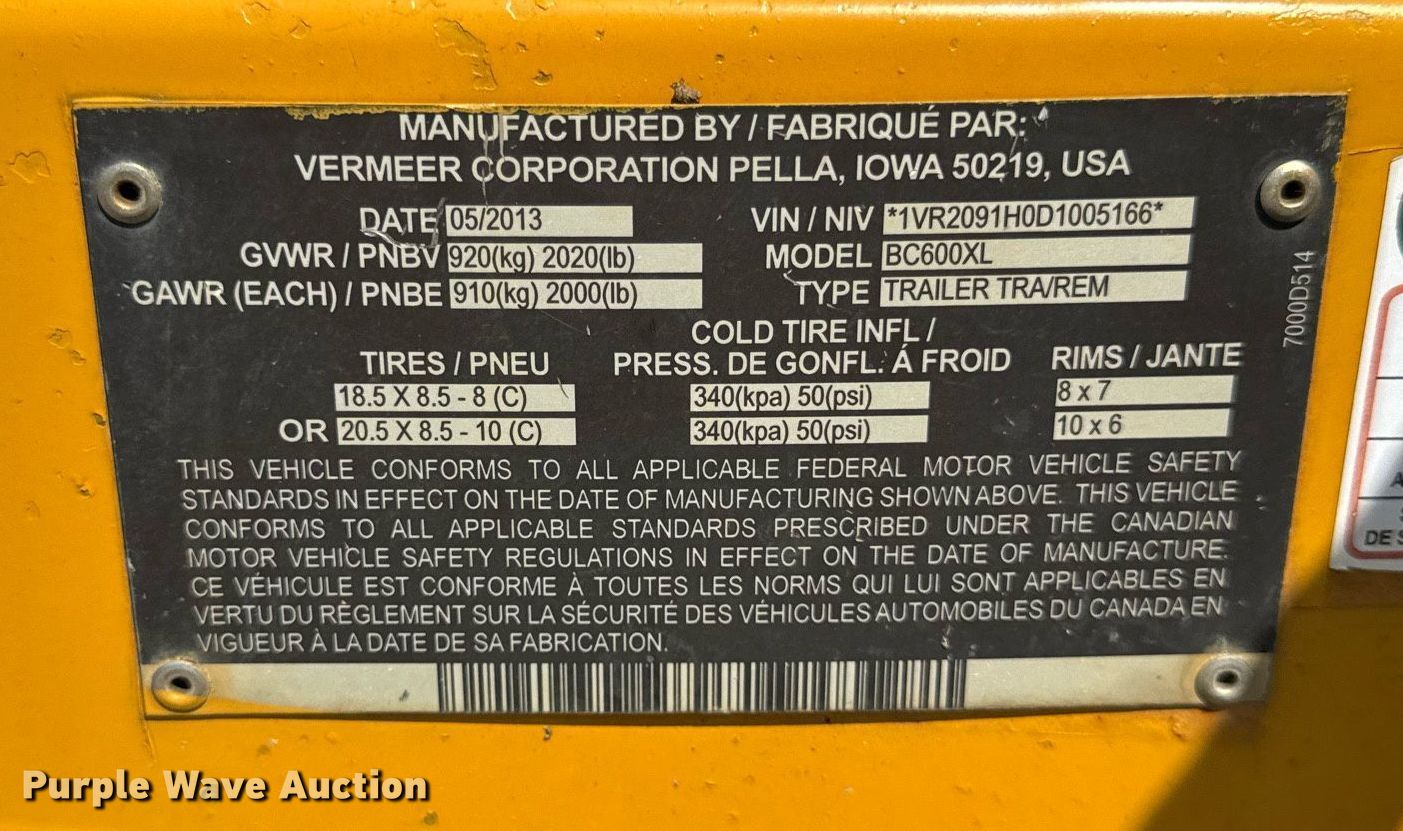 MANUFACTURED BY / FABRIQUÉ PAR:
VERMEER CORPORATION PELLA, IOWA 50219, USA
DATE 05/2013 VIN / NIV *1VR2091H0D1005166*
GVWR / PNBV 920(kg) 2020(lb) MODEL BC600XL
GAWR (EACH) / PNBE 910(kg) 2000(lb) TYPE TRAILER TRA/REM
COLD TIRE INFL /
TIRES / PNEU PRESS. DE GONFL. Á FROID RIMS / JANTE
18.5 X 8.5 - 8 (C) 340(kpa) 50(psi) 8 x 7
OR 20.5 X 8.5 - 10 (C) 340(kpa) 50(psi) 10 x 6
THIS VEHICLE CONFORMS TO ALL APPLICABLE FEDERAL MOTOR VEHICLE SAFETY
STANDARDS IN EFFECT ON THE DATE OF MANUFACTURING SHOWN ABOVE. THIS VEHICLE
CONFORMS TO ALL APPLICABLE STANDARDS PRESCRIBED UNDER THE CANADIAN
MOTOR VEHICLE SAFETY REGULATIONS IN EFFECT ON THE DATE OF MANUFACTURE.
CE VÉHICULE EST CONFORME À TOUTES LES NORMS QUI LUI SONT APPLICABLES EN
VERTU DU RÈGLEMENT SUR LA SÉCURITÉ DES VÉHICULES AUTOMOBILES DU CANADA EN
VIGUEUR À LA DATE DE SA FABRICATION.
7000D514
DE S
Purple Wave Auction